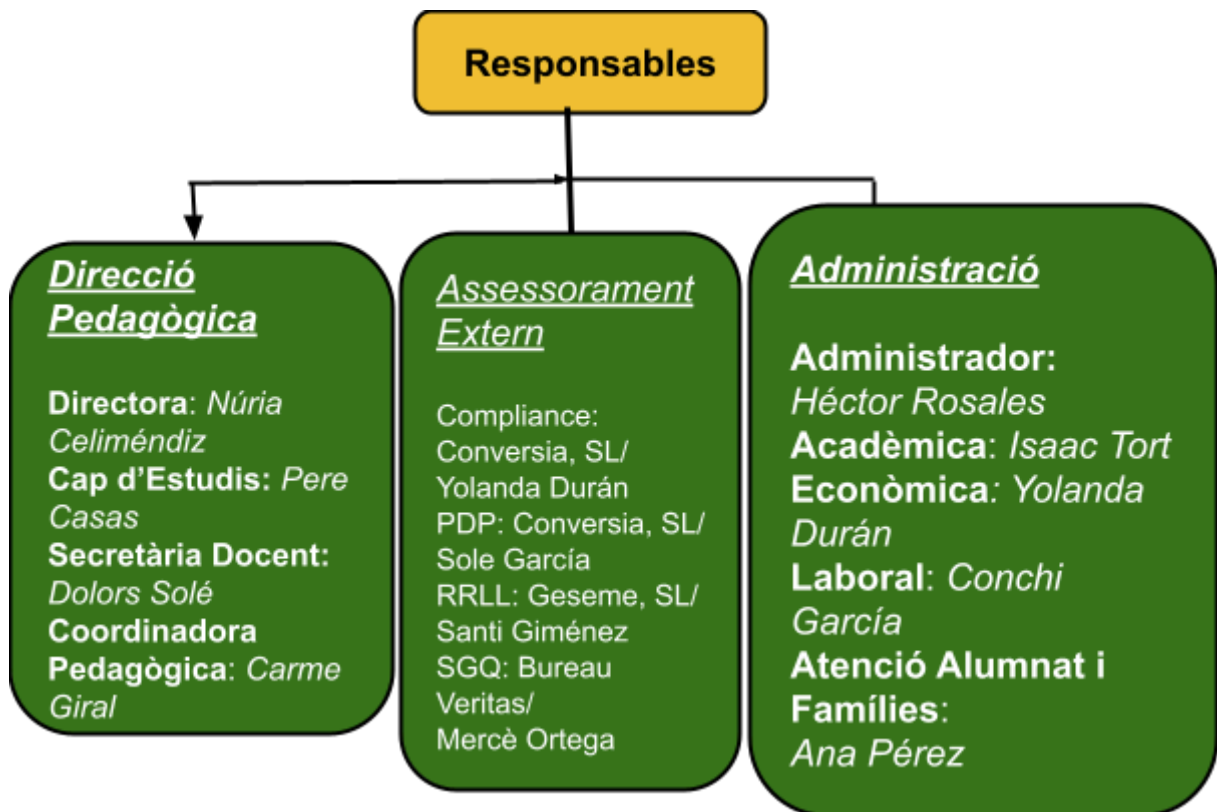 Responsables
Direcció
Pedagògica
Directora: Núria
Celiméndiz
Cap d’Estudis: Pere
Casas
Secretària Docent:
Dolors Solé
Coordinadora
Pedagògica: Carme
Giral
Assessorament
Extern
Compliance:
Conversia, SL/
Yolanda Durán
PDP: Conversia, SL/
Sole García
RRLL: Geseme, SL/
Santi Giménez
SGQ: Bureau
Veritas/
Mercè Ortega
Administració
Administrador:
Héctor Rosales
Acadèmica: Isaac Tort
Econòmica: Yolanda
Durán
Laboral: Conchi
García
Atenció Alumnat i
Famílies:
Ana Pérez